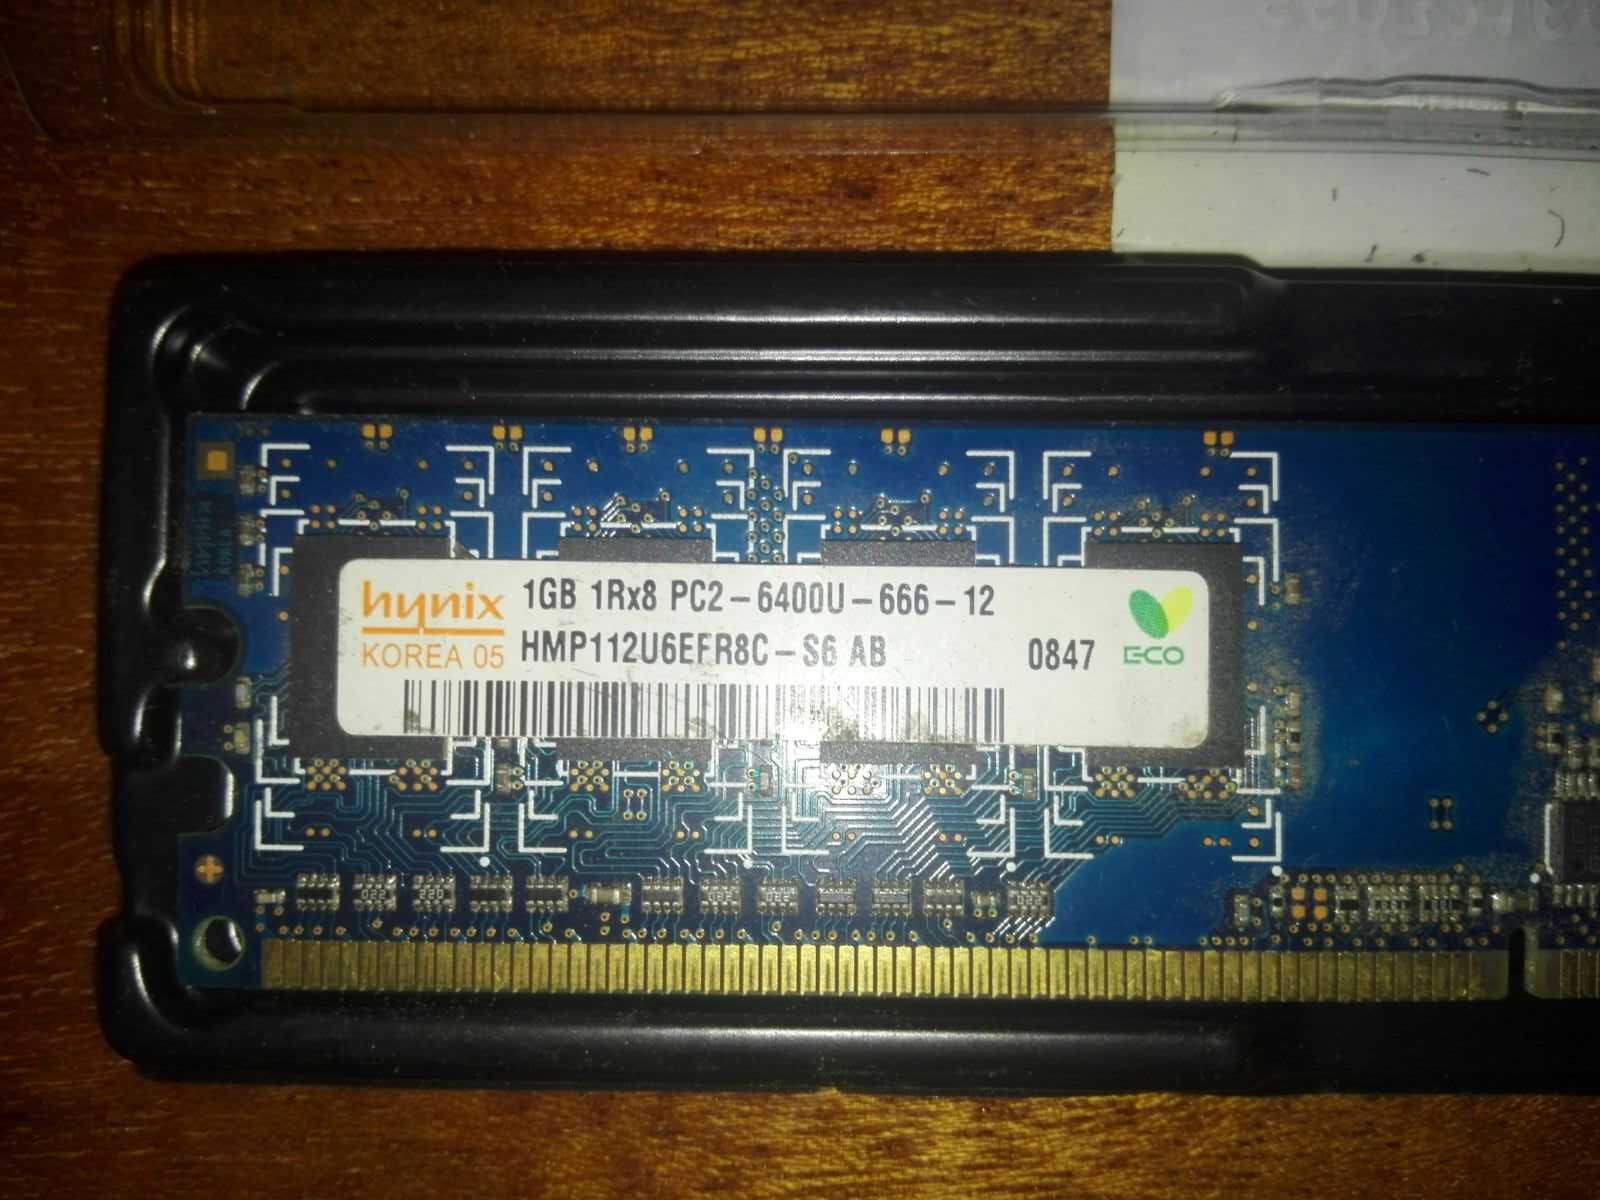 hynix
KOREA 05
1GB 1Rx8 PC2-6400U-666-12
HMP112U6EFR8C-S6 AB
0847
ECO